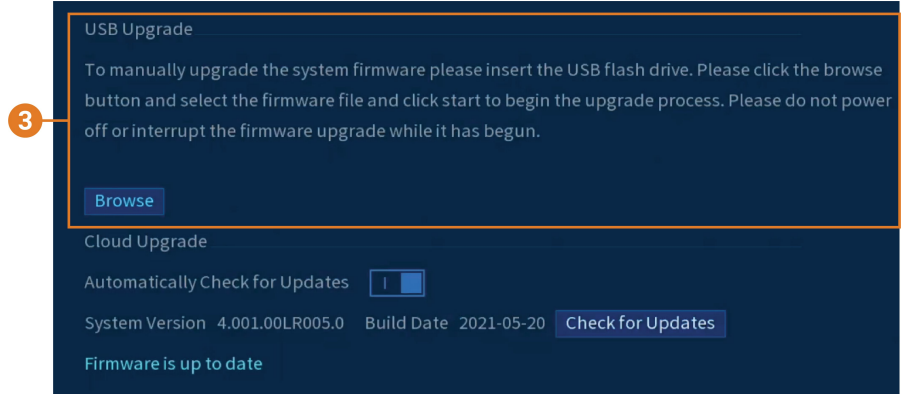 USB Upgrade
To manually upgrade the system firmware please insert the USB flash drive. Please click the browse
button and select the firmware file and click start to begin the upgrade process. Please do not power
off or interrupt the firmware upgrade while it has begun.
3
Browse
Cloud Upgrade
Automatically Check for Updates
System Version 4.001.00LR005.0 Build Date 2021-05-20 Check for Updates
Firmware is up to date